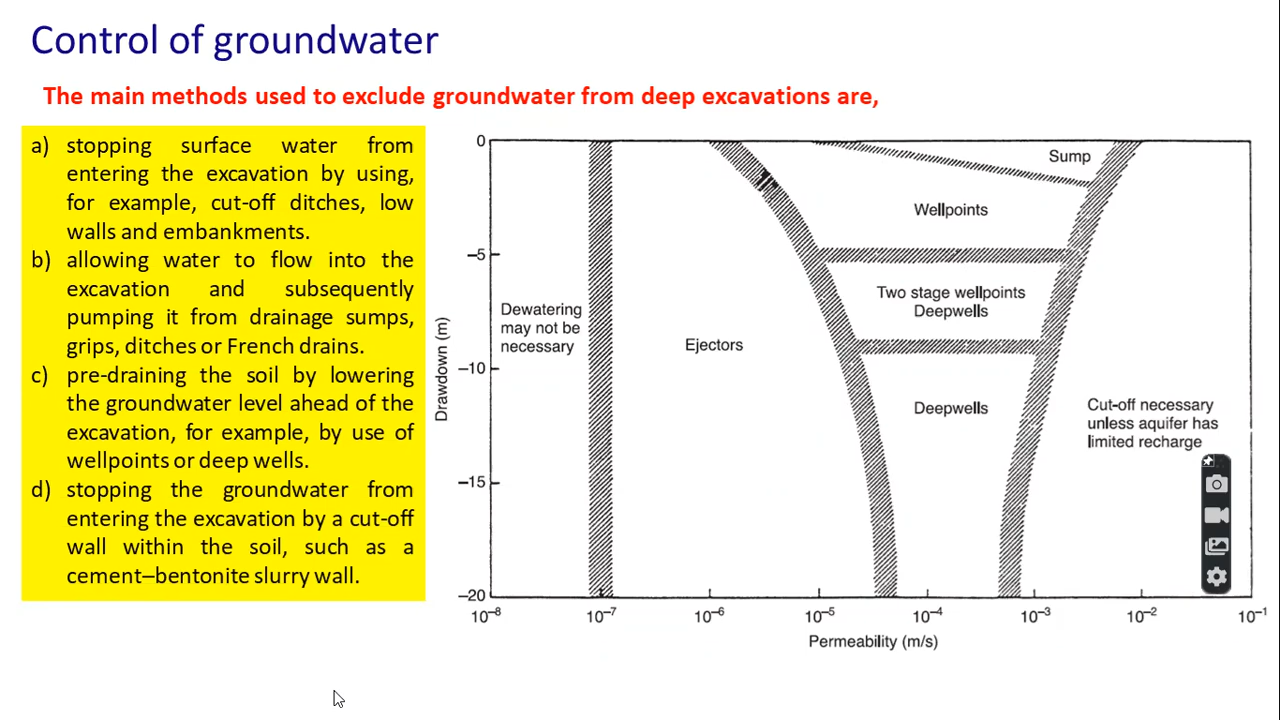 Control of groundwater
The main methods used to exclude groundwater from deep excavations are,
a) stopping surface water from
entering the excavation by using,
for example, cut-off ditches, low
walls and embankments.
b) allowing water to flow into the
excavation and subsequently
pumping it from drainage sumps,
grips, ditches or French drains.
c) pre-draining the soil by lowering
the groundwater level ahead of the
excavation, for example, by use of
wellpoints or deep wells.
d) stopping the groundwater from
entering the excavation by a cut-off
wall within the soil, such as a
cement–bentonite slurry wall.
0
−5
−10
−15
−20
Drawdown (m)
Sump
Wellpoints
Two stage wellpoints
Deepwells
Dewatering
may not be
necessary
Ejectors
Deepwells
Cut-off necessary
unless aquifer has
limited recharge
10⁻⁸ 10⁻⁷ 10⁻⁶ 10⁻⁵ 10⁻⁴ 10⁻³ 10⁻² 10⁻¹
Permeability (m/s)